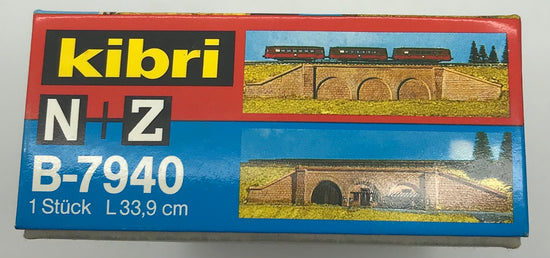 kibri
N+Z
B-7940
1 Stück L 33,9 cm